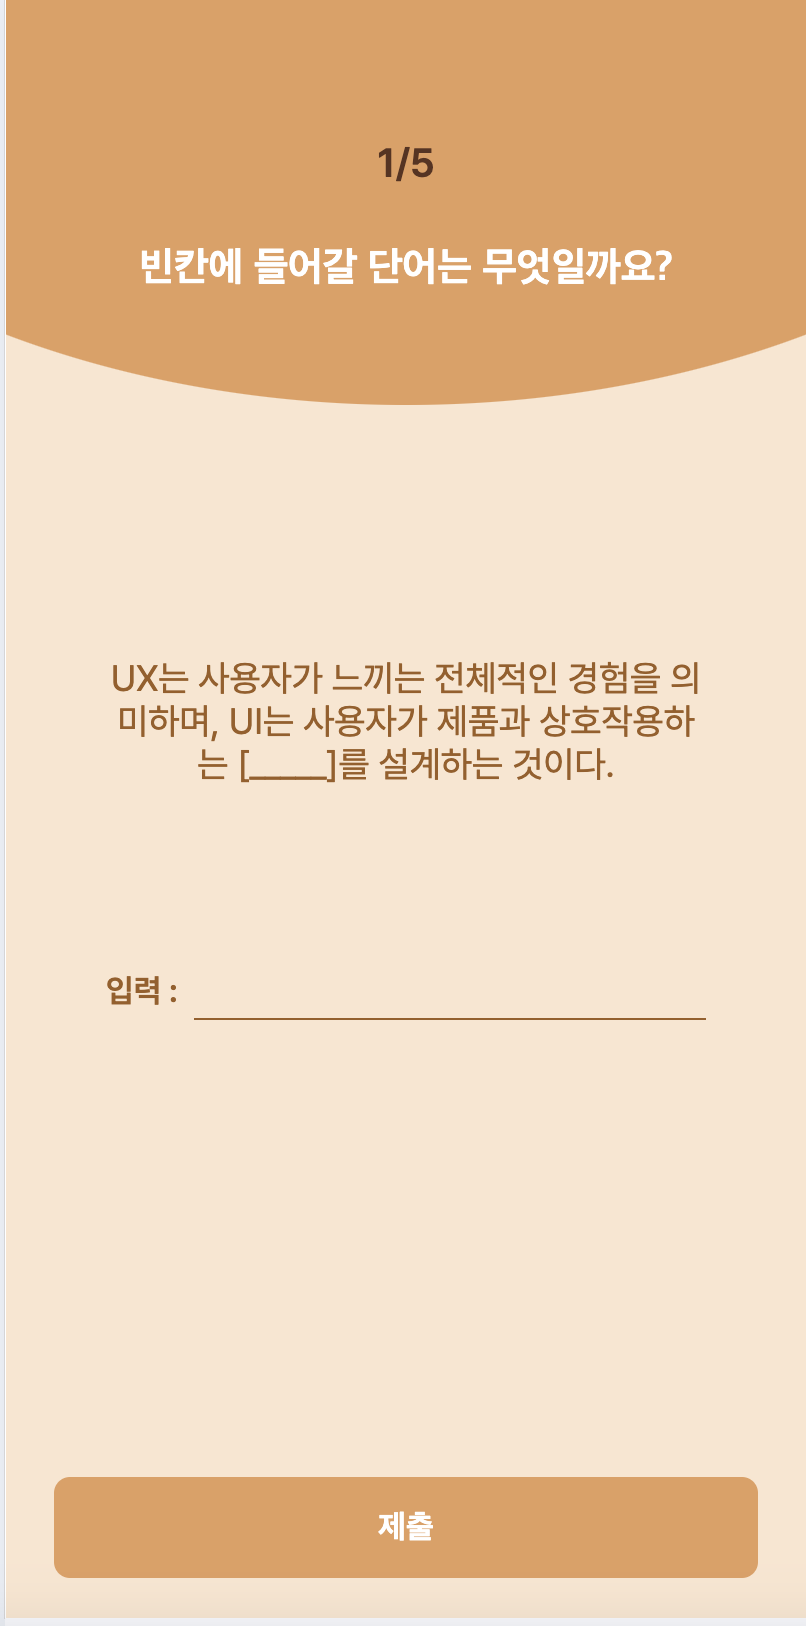 1/5
빈칸에 들어갈 단어는 무엇일까요?
UX는 사용자가 느끼는 전체적인 경험을 의
미하며, UI는 사용자가 제품과 상호작용하
는 [_____]를 설계하는 것이다.
입력 :
제출